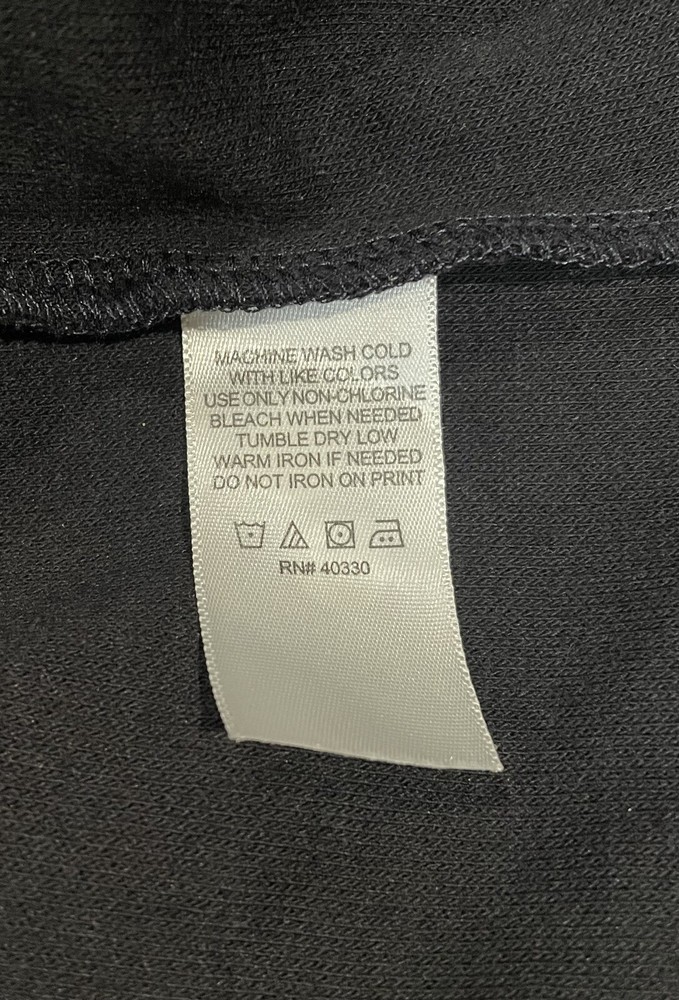 MACHINE WASH COLD
WITH LIKE COLORS
USE ONLY NON-CHLORINE
BLEACH WHEN NEEDED
TUMBLE DRY LOW
WARM IRON IF NEEDED
DO NOT IRON ON PRINT
RN# 40330